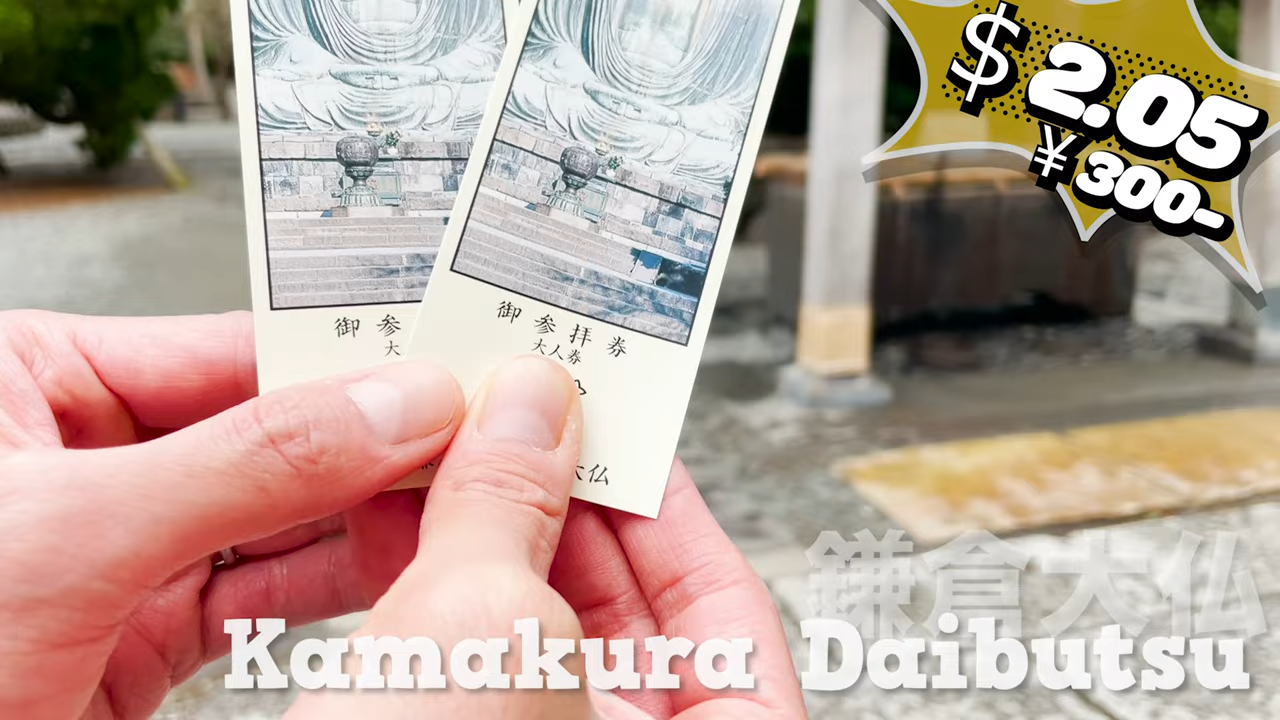 $ 2.05
¥300-
御参
大
御参拝券
大人券
大仏
鎌倉大仏
Kamakura Daibutsu